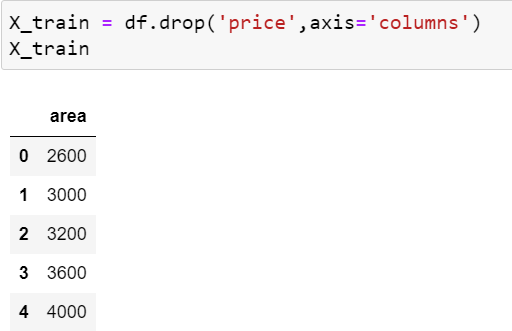 X_train = df.drop('price',axis='columns')
X_train
area
0 2600
1 3000
2 3200
3 3600
4 4000